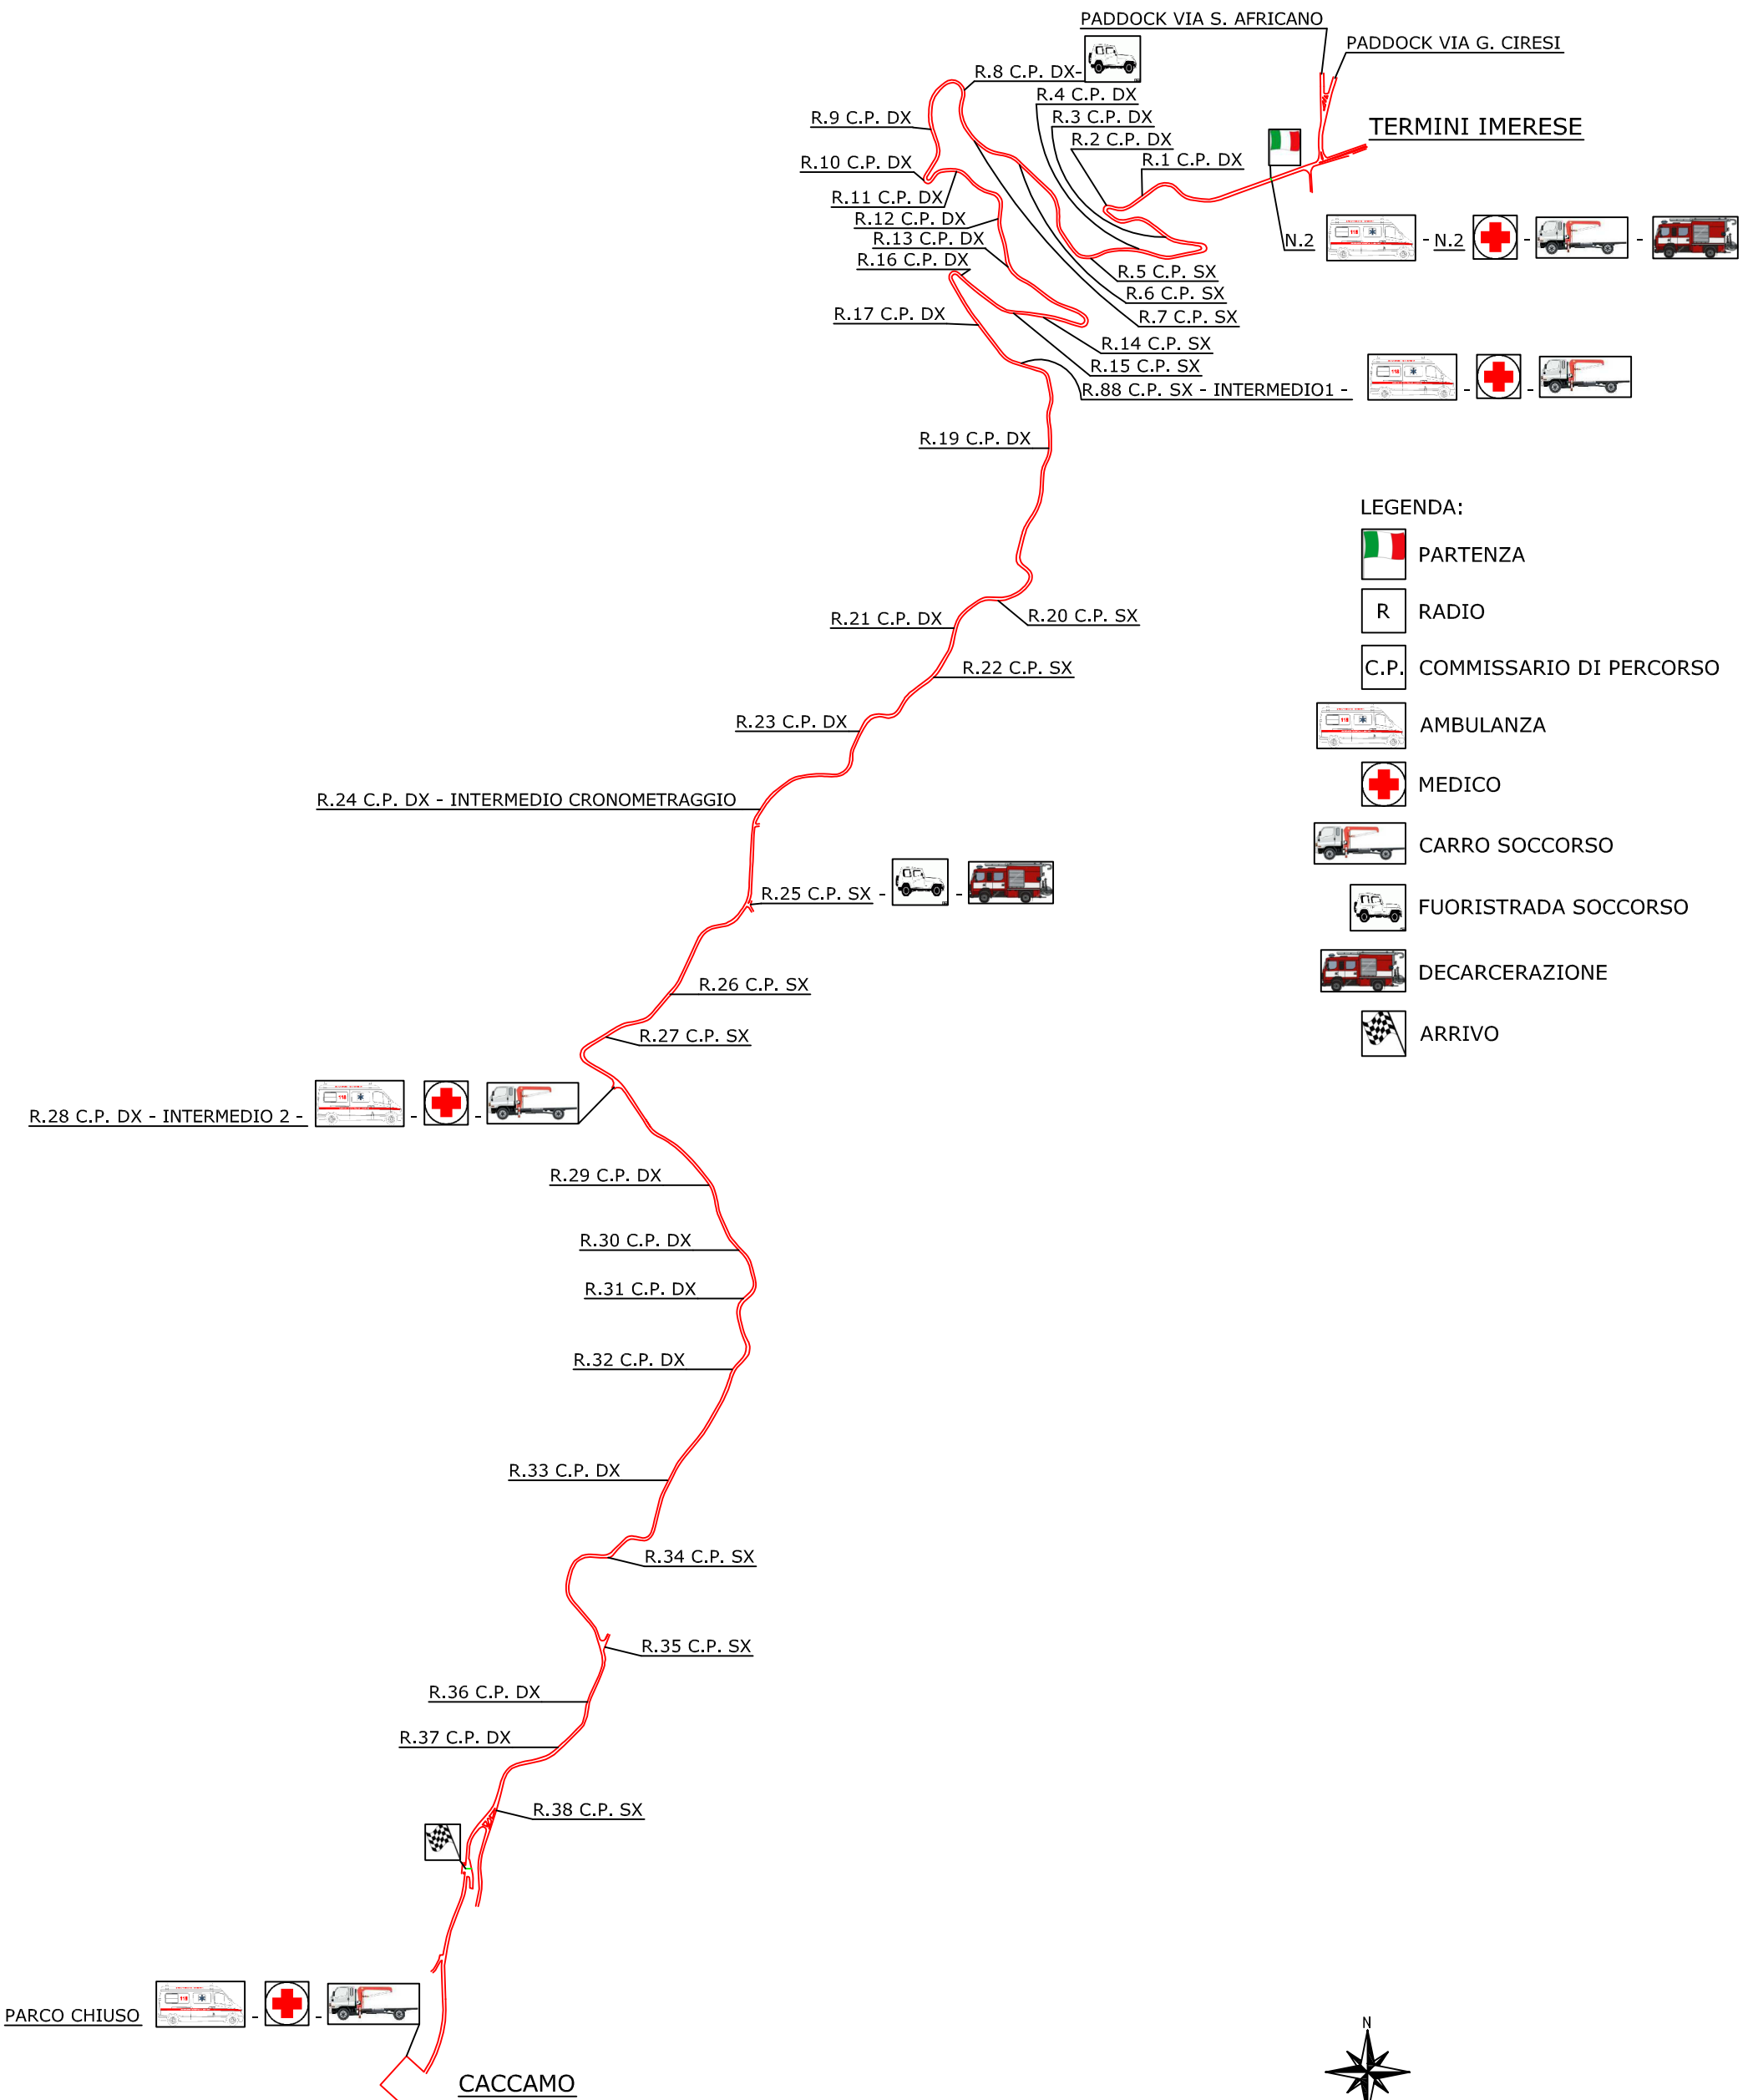 PADDOCK VIA S. AFRICANO
PADDOCK VIA G. CIRESI
R.8 C.P. DX-
R.4 C.P. DX
R.9 C.P. DX
R.3 C.P. DX
TERMINI IMERESE
R.2 C.P. DX
R.10 C.P. DX
R.1 C.P. DX
R.11 C.P. DX
R.12 C.P. DX
R.13 C.P. DX
N.2 - N.2 - -
R.16 C.P. DX
R.5 C.P. SX
R.6 C.P. SX
R.17 C.P. DX
R.7 C.P. SX
R.14 C.P. SX
R.15 C.P. SX
R.88 C.P. SX - INTERMEDIO1 - - -
R.19 C.P. DX
LEGENDA:
PARTENZA
R RADIO
R.21 C.P. DX
R.20 C.P. SX
R.22 C.P. SX
C.P. COMMISSARIO DI PERCORSO
R.23 C.P. DX
AMBULANZA
MEDICO
R.24 C.P. DX - INTERMEDIO CRONOMETRAGGIO
CARRO SOCCORSO
R.25 C.P. SX - -
FUORISTRADA SOCCORSO
DECARCERAZIONE
R.26 C.P. SX
R.27 C.P. SX
ARRIVO
R.28 C.P. DX - INTERMEDIO 2 - - -
R.29 C.P. DX
R.30 C.P. DX
R.31 C.P. DX
R.32 C.P. DX
R.33 C.P. DX
R.34 C.P. SX
R.35 C.P. SX
R.36 C.P. DX
R.37 C.P. DX
R.38 C.P. SX
PARCO CHIUSO - -
N
CACCAMO